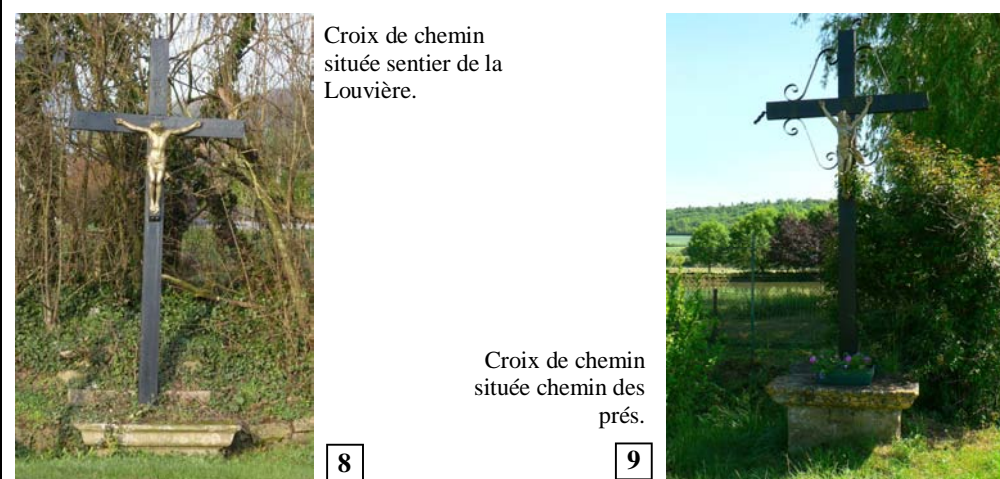 Croix de chemin
située sentier de la
Louvière.
Croix de chemin
située chemin des
prés.
8
9